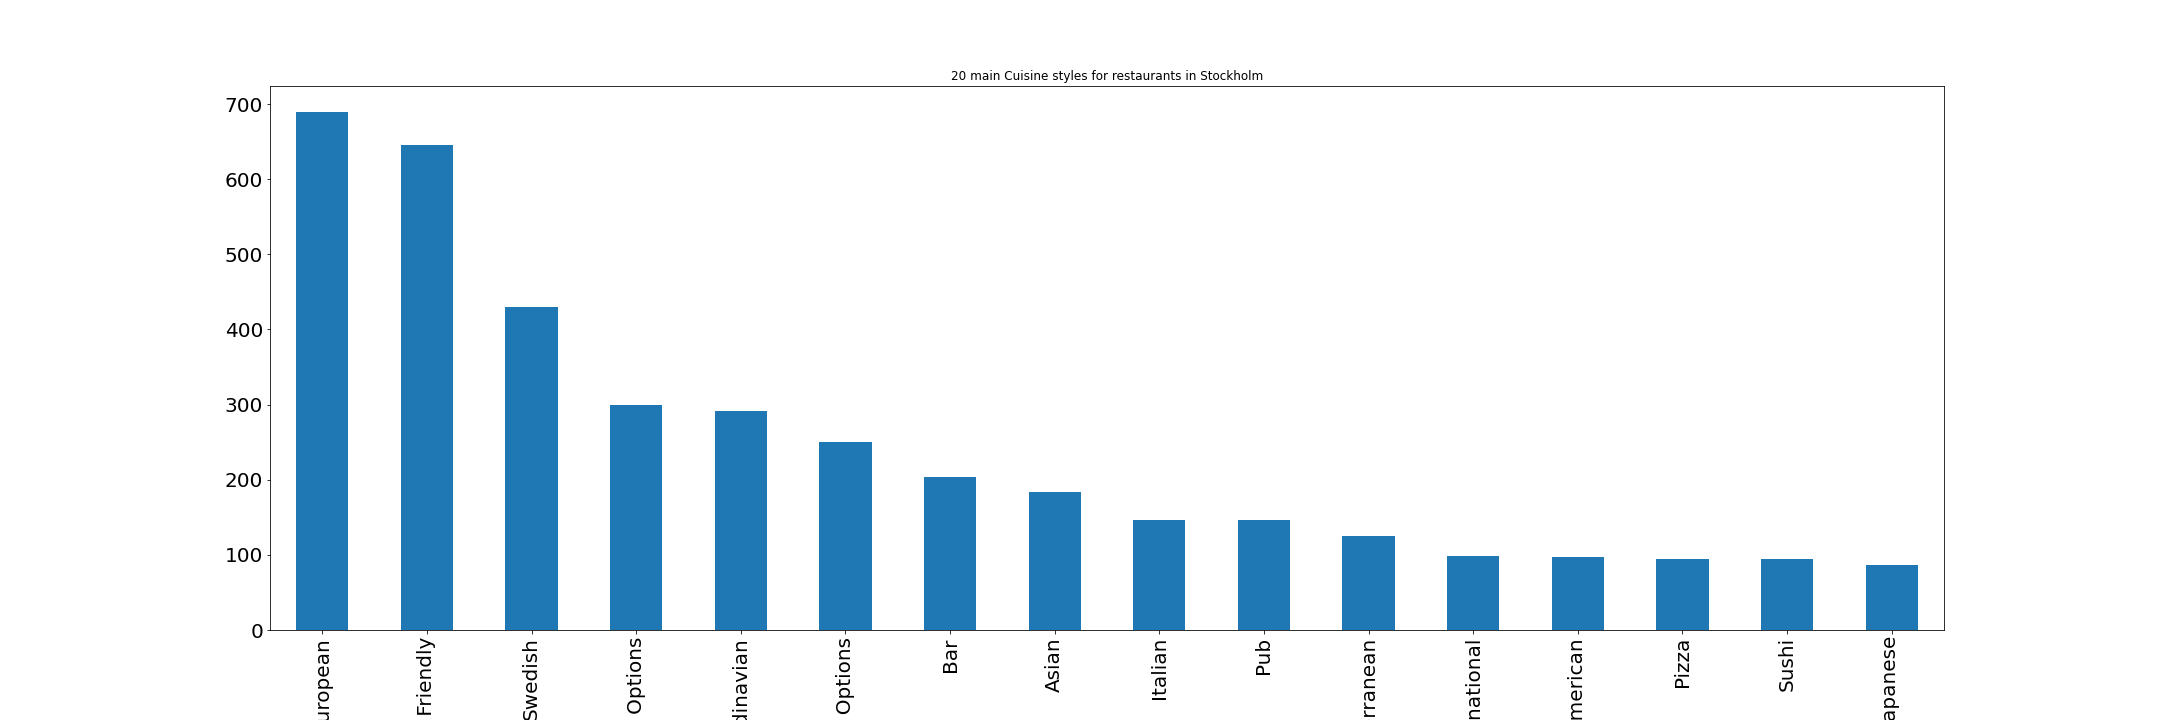 20 main Cuisine styles for restaurants in Stockholm
700
600
500
400
300
200
100
0
uropean
Friendly
Swedish
Options
dinavian
Options
Bar
Asian
Italian
Pub
rranean
national
merican
Pizza
Sushi
apanese